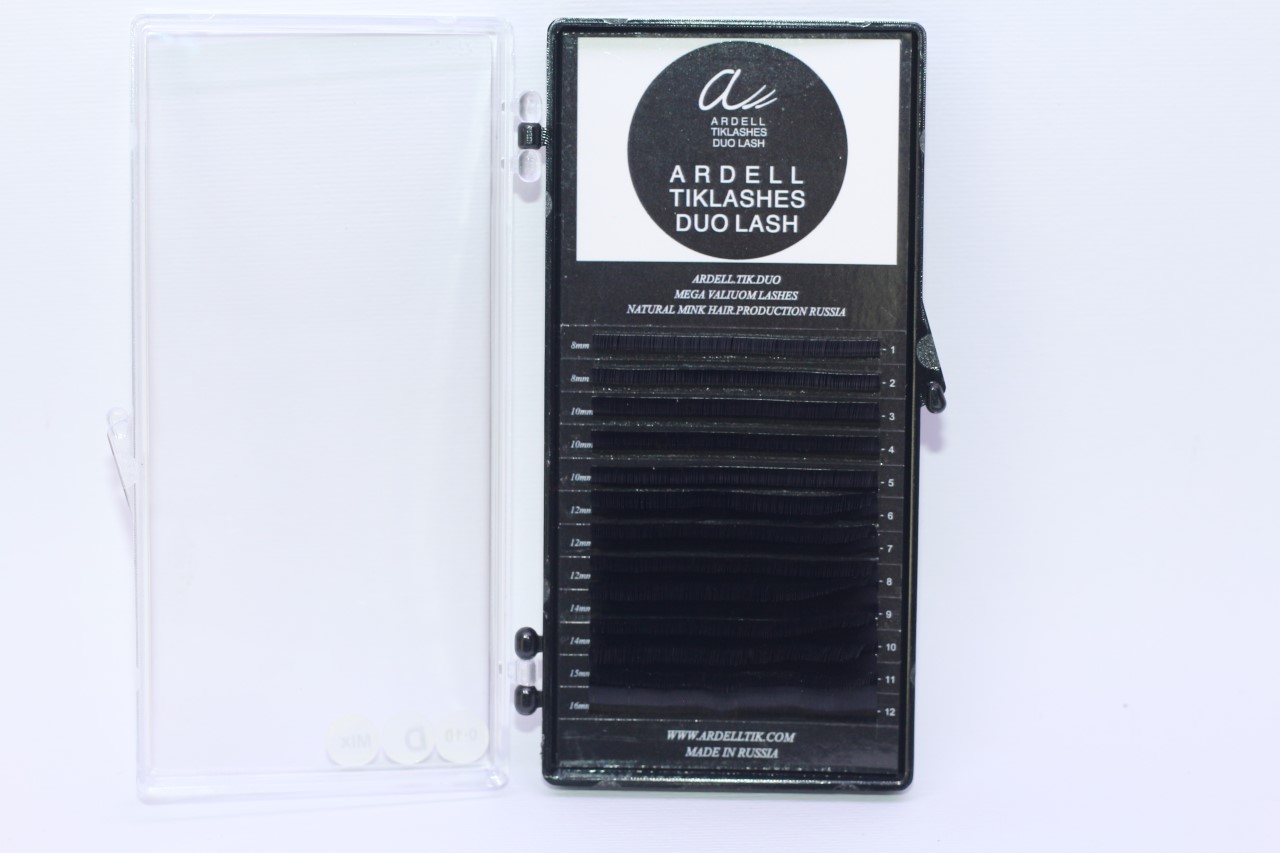 a
ARDELL
TIKLASHES
DUO LASH
ARDELL
TIKLASHES
DUO LASH
ARDELL.TIK.DUO
MEGA VALIUOM LASHES
NATURAL MINK HAIR.PRODUCTION RUSSIA
8mm - 1
8mm - 2
10mm - 3
10mm - 4
10mm - 5
12mm - 6
12mm - 7
12mm - 8
14mm - 9
14mm - 10
15mm - 11
16mm - 12
WWW.ARDELLTIK.COM
MADE IN RUSSIA
MIX D